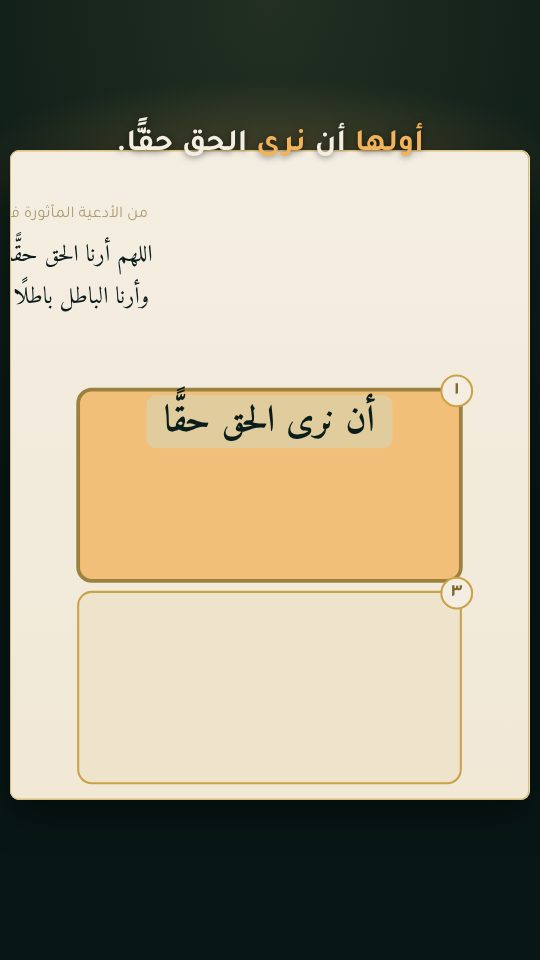 أولها أن نرى الحق حقًّا.
من الأدعية المأثورة
اللهم أرنا الحق حقًّا
وأرنا الباطل باطلًا
١
أن نرى الحق حقًّا
٣